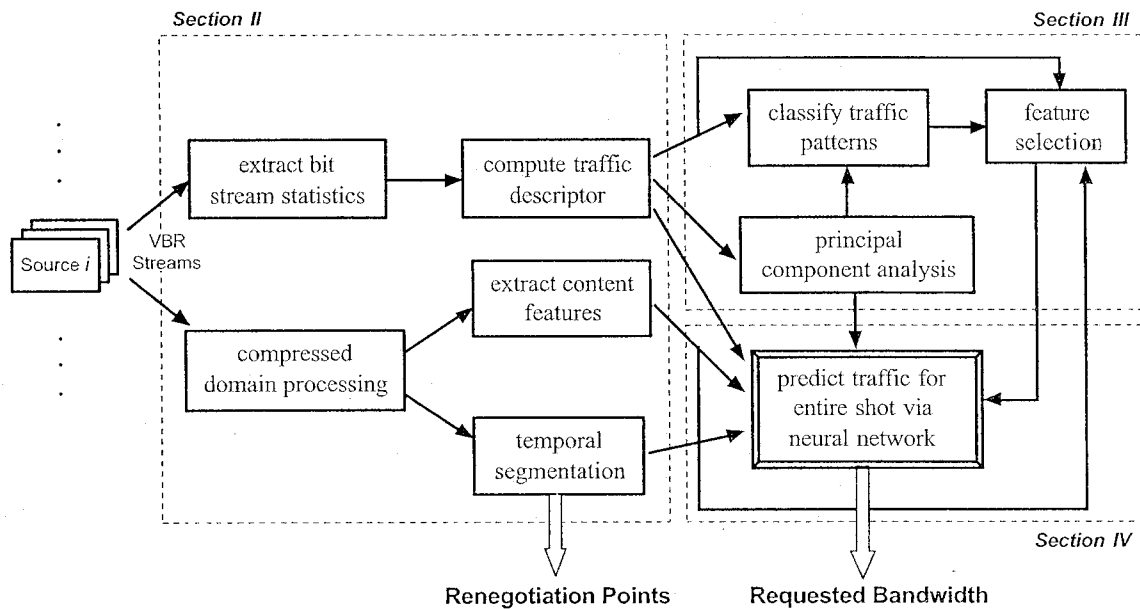 Section II
Section III
extract bit
stream statistics
compute traffic
descriptor
classify traffic
patterns
feature
selection
Source i
VBR
Streams
principal
component analysis
extract content
features
compressed
domain processing
predict traffic for
entire shot via
neural network
temporal
segmentation
Section IV
Renegotiation Points
Requested Bandwidth